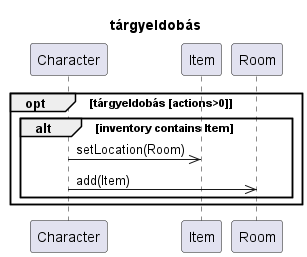 tárgyeldobás
Character Item Room
opt [tárgyeldobás [actions>0]]
alt [inventory contains Item]
setLocation(Room)
add(Item)
Character Item Room